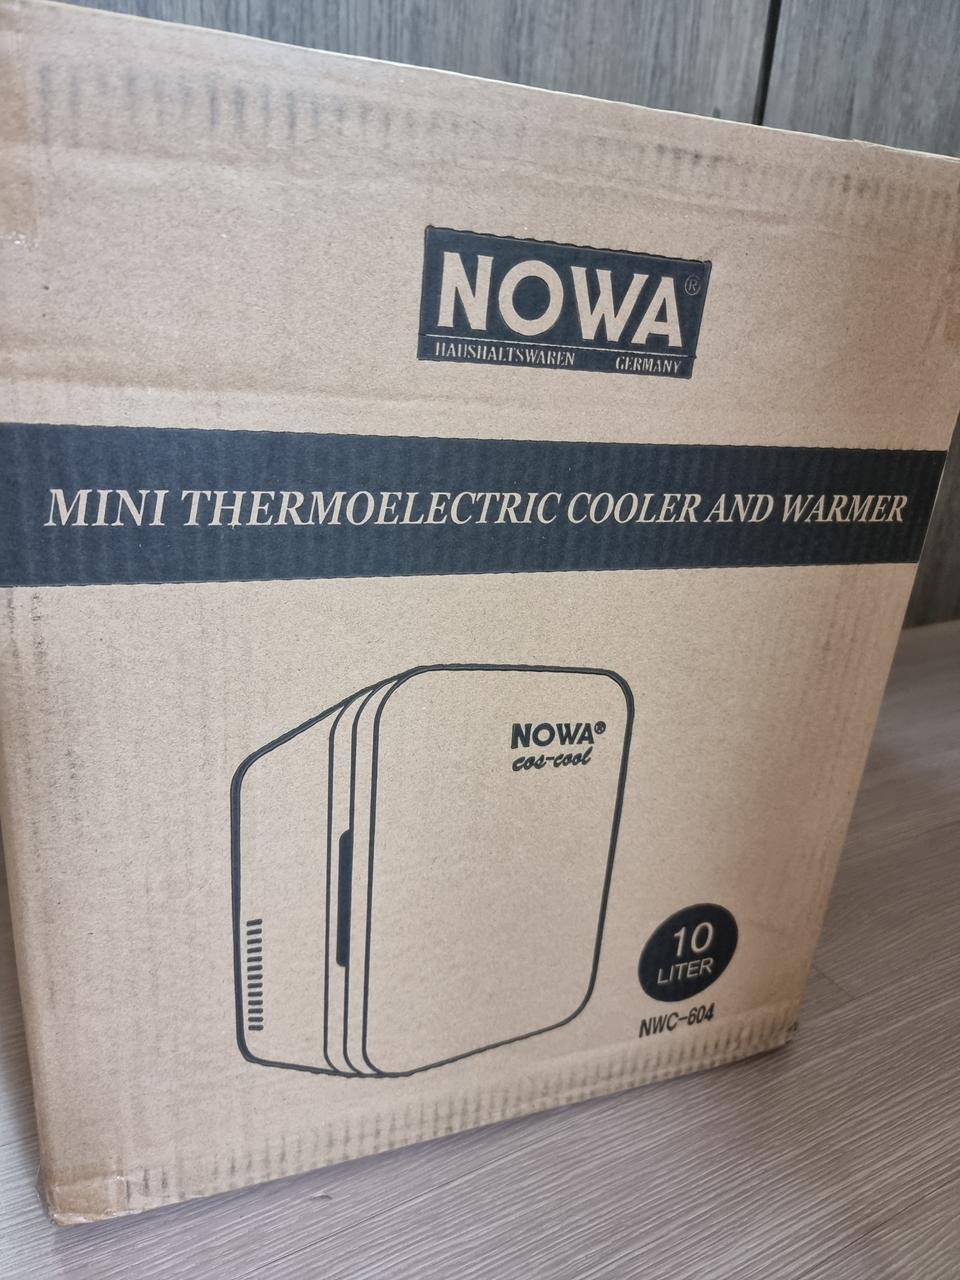 NOWA®
HAUSHALTSWAREN GERMANY
MINI THERMOELECTRIC COOLER AND WARMER
NOWA®
cos-cool
10
LITER
NWC-604